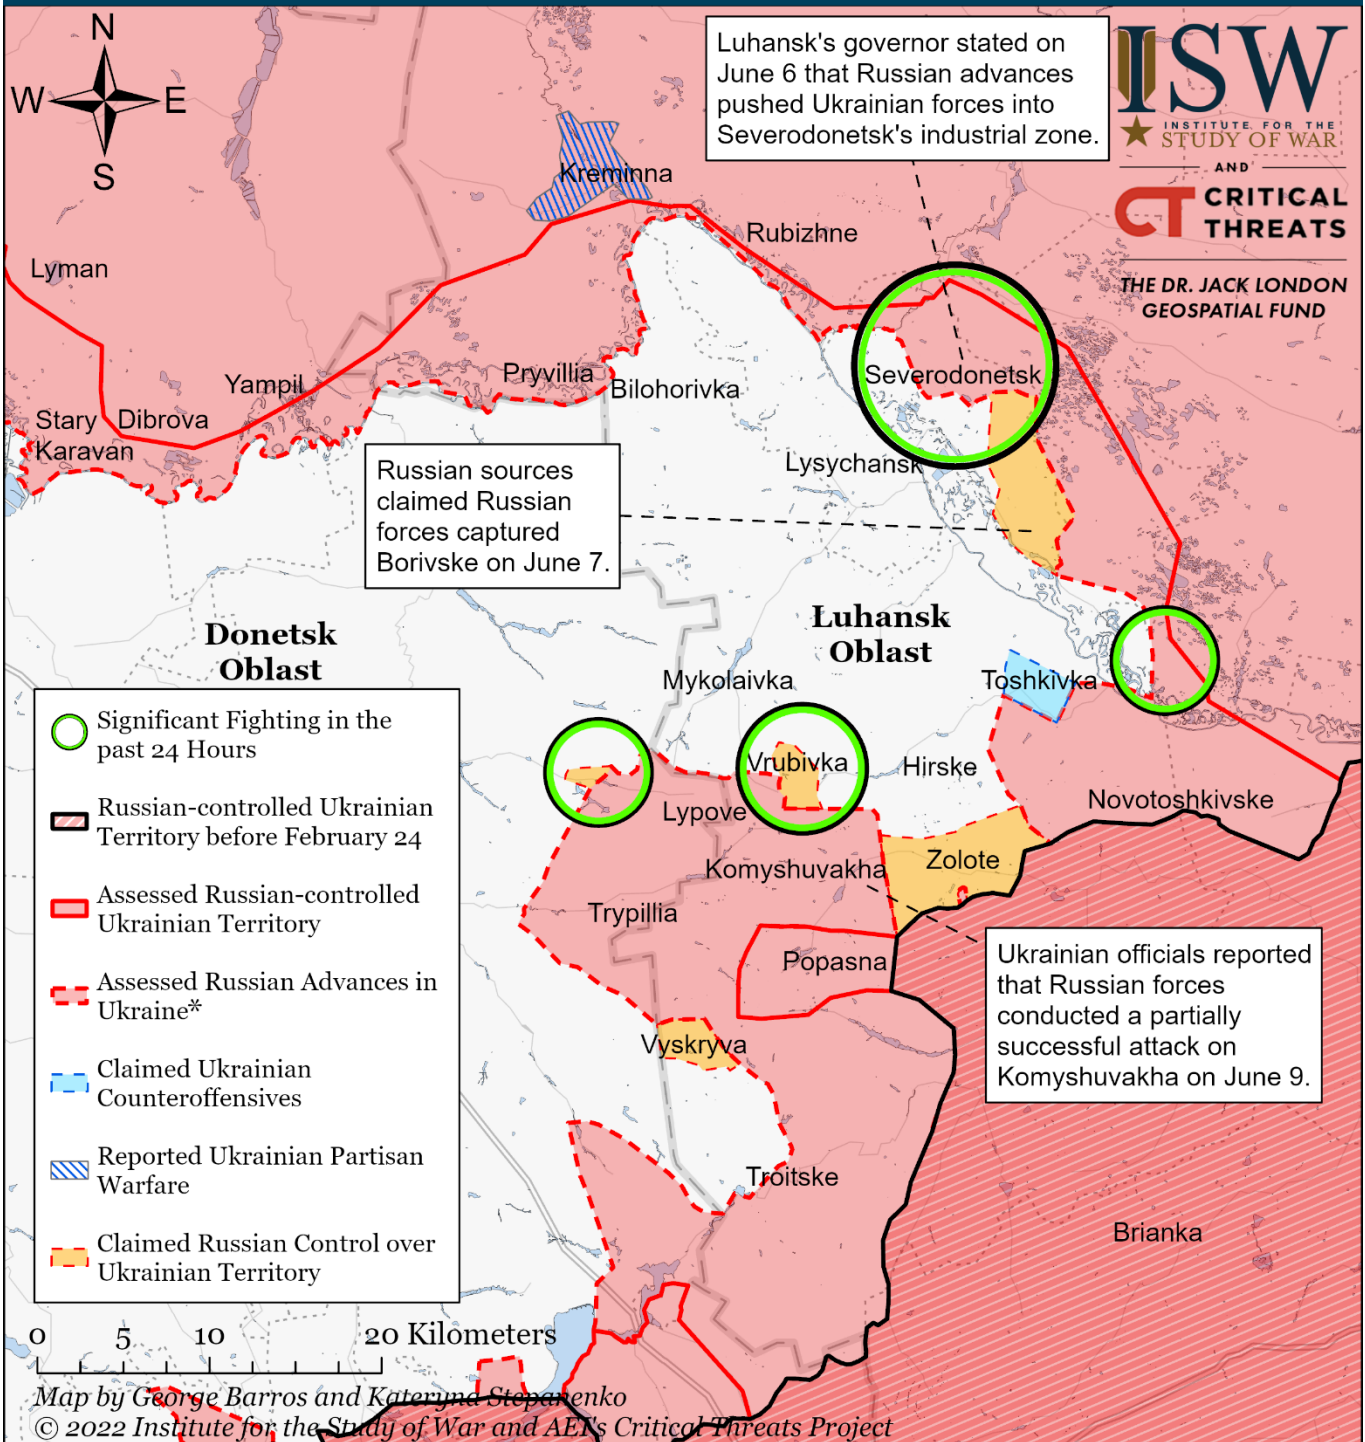 N
W E
S
Luhansk's governor stated on
June 6 that Russian advances
pushed Ukrainian forces into
Severodonetsk's industrial zone.
ISW
INSTITUTE FOR THE
STUDY OF WAR
AND
CT CRITICAL
THREATS
THE DR. JACK LONDON
GEOSPATIAL FUND
Kreminna
Rubizhne
Lyman
Yampil
Pryvillia
Bilohorivka
Severodonetsk
Stary
Karavan
Dibrova
Lysychansk
Russian sources
claimed Russian
forces captured
Borivske on June 7.
Donetsk
Oblast
Luhansk
Oblast
Mykolaivka
Toshkivka
Vrubivka
Hirske
Lypove
Novotoshkivske
Komyshuvakha
Zolote
Trypillia
Popasna
Ukrainian officials reported
that Russian forces
conducted a partially
successful attack on
Komyshuvakha on June 9.
Vyskryva
Troitske
Brianka
Significant Fighting in the
past 24 Hours
Russian-controlled Ukrainian
Territory before February 24
Assessed Russian-controlled
Ukrainian Territory
Assessed Russian Advances in
Ukraine*
Claimed Ukrainian
Counteroffensives
Reported Ukrainian Partisan
Warfare
Claimed Russian Control over
Ukrainian Territory
0 5 10 20 Kilometers
Map by George Barros and Kateryna Stepanenko
© 2022 Institute for the Study of War and AEI's Critical Threats Project